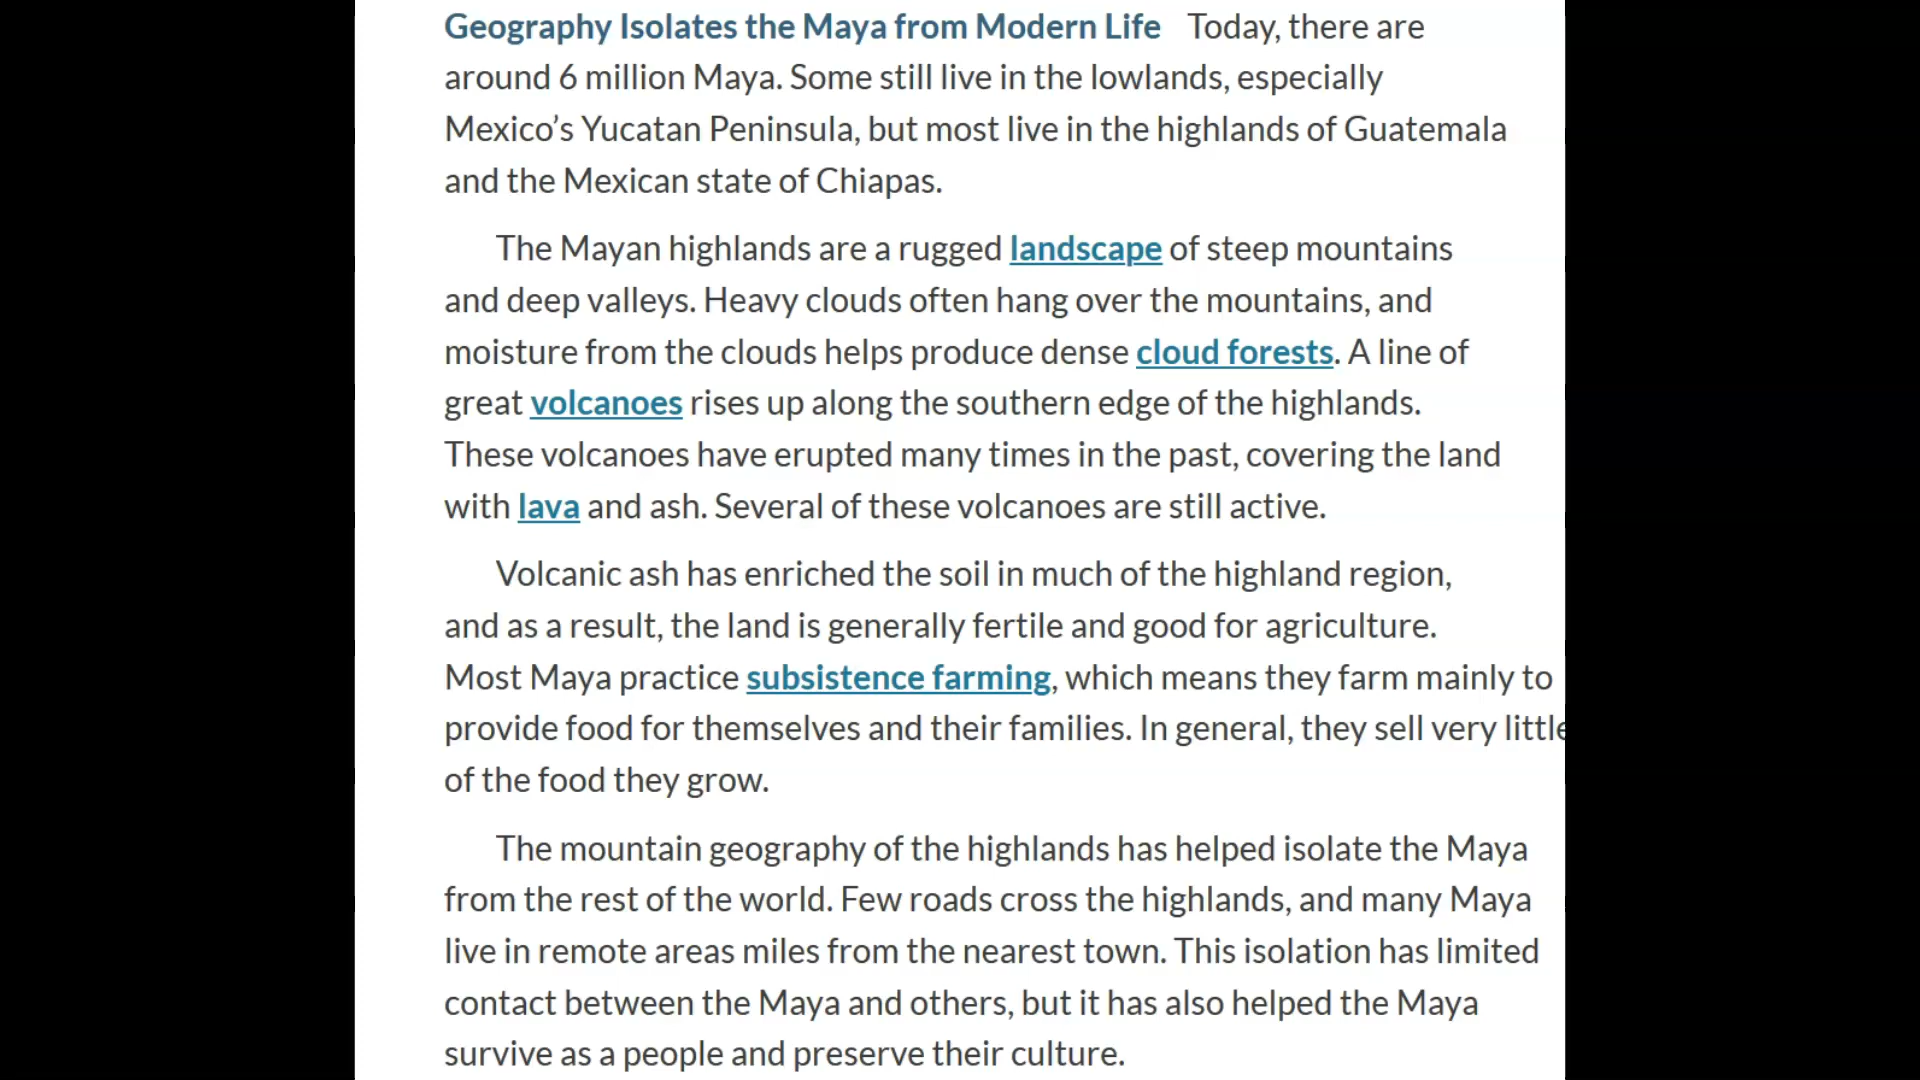 Geography Isolates the Maya from Modern Life Today, there are
around 6 million Maya. Some still live in the lowlands, especially
Mexico’s Yucatan Peninsula, but most live in the highlands of Guatemala
and the Mexican state of Chiapas.
The Mayan highlands are a rugged landscape of steep mountains
and deep valleys. Heavy clouds often hang over the mountains, and
moisture from the clouds helps produce dense cloud forests. A line of
great volcanoes rises up along the southern edge of the highlands.
These volcanoes have erupted many times in the past, covering the land
with lava and ash. Several of these volcanoes are still active.
Volcanic ash has enriched the soil in much of the highland region,
and as a result, the land is generally fertile and good for agriculture.
Most Maya practice subsistence farming, which means they farm mainly to
provide food for themselves and their families. In general, they sell very little
of the food they grow.
The mountain geography of the highlands has helped isolate the Maya
from the rest of the world. Few roads cross the highlands, and many Maya
live in remote areas miles from the nearest town. This isolation has limited
contact between the Maya and others, but it has also helped the Maya
survive as a people and preserve their culture.